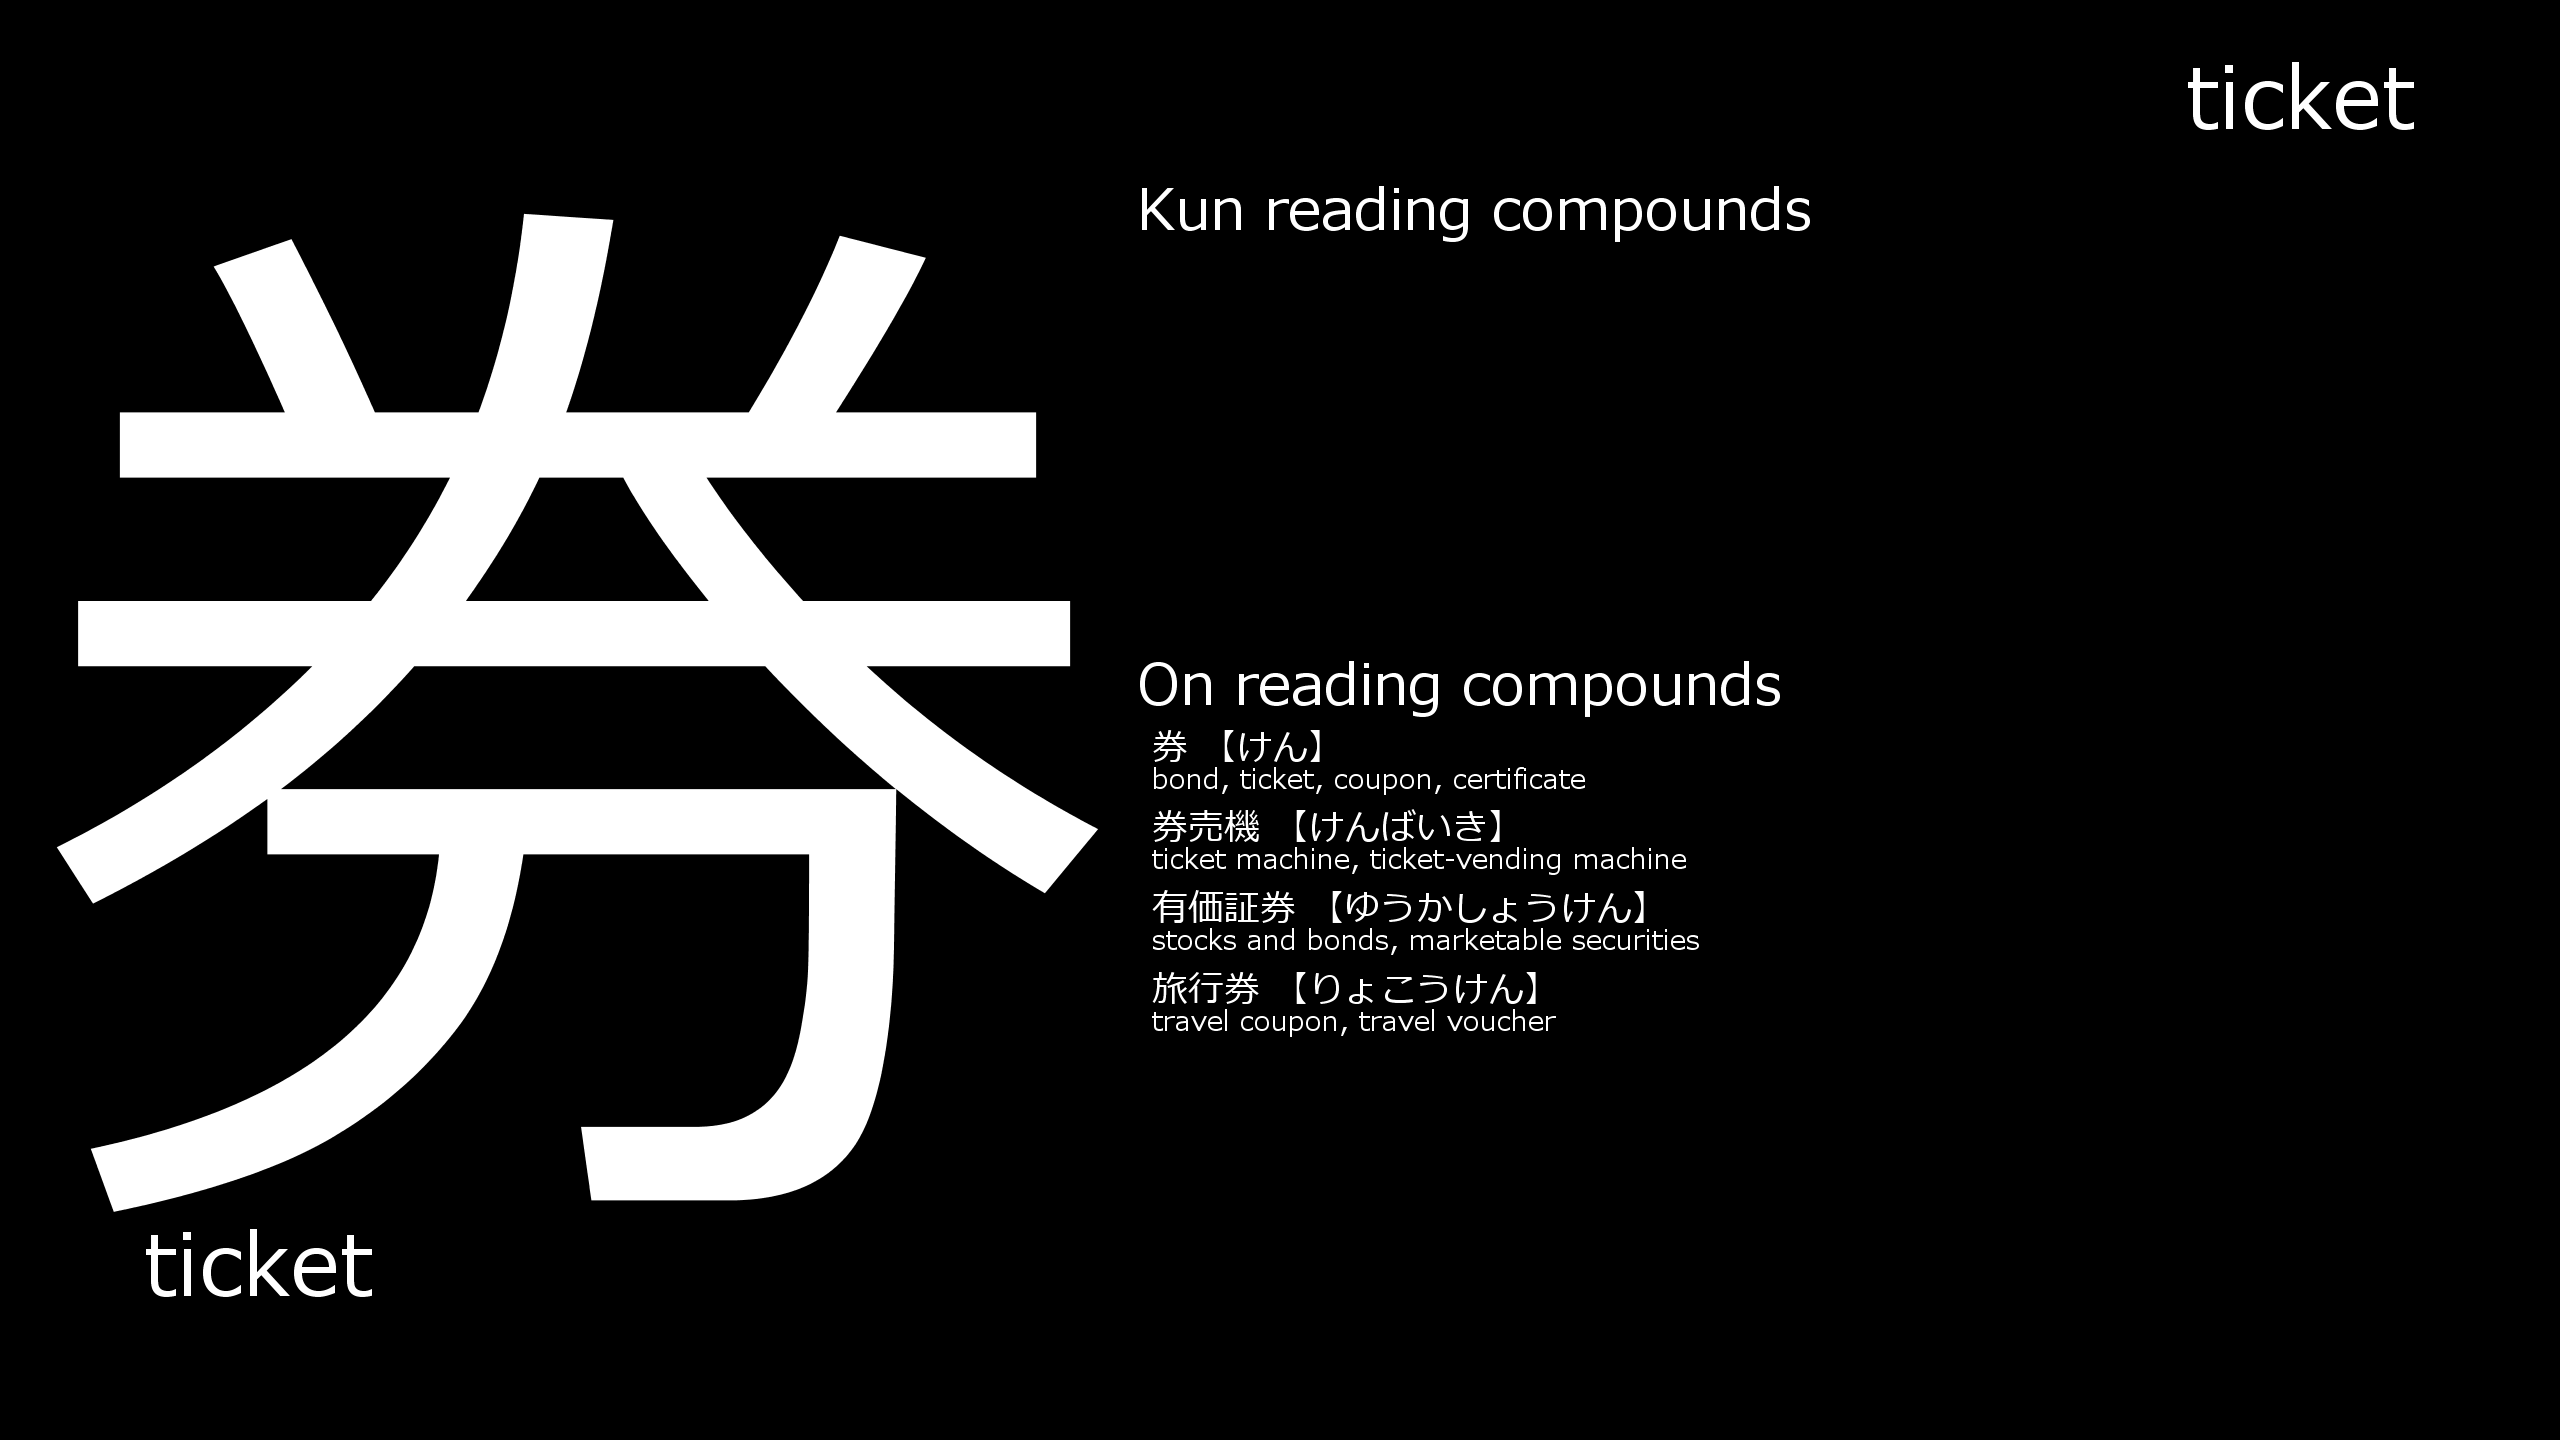 ticket
券
ticket
Kun reading compounds
On reading compounds
券 【けん】
bond, ticket, coupon, certificate
券売機 【けんばいき】
ticket machine, ticket-vending machine
有価証券 【ゆうかしょうけん】
stocks and bonds, marketable securities
旅行券 【りょこうけん】
travel coupon, travel voucher